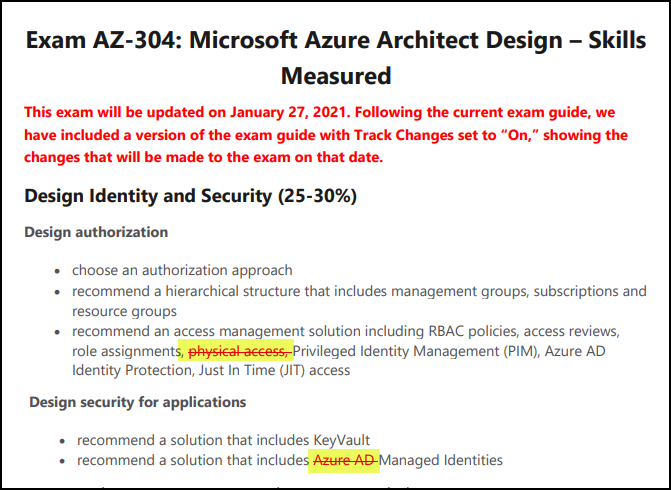 Exam AZ-304: Microsoft Azure Architect Design – Skills
Measured
This exam will be updated on January 27, 2021. Following the current exam guide, we
have included a version of the exam guide with Track Changes set to “On,” showing the
changes that will be made to the exam on that date.
Design Identity and Security (25-30%)
Design authorization
• choose an authorization approach
• recommend a hierarchical structure that includes management groups, subscriptions and
resource groups
• recommend an access management solution including RBAC policies, access reviews,
role assignments, physical access, Privileged Identity Management (PIM), Azure AD
Identity Protection, Just In Time (JIT) access
Design security for applications
• recommend a solution that includes KeyVault
• recommend a solution that includes Azure AD Managed Identities